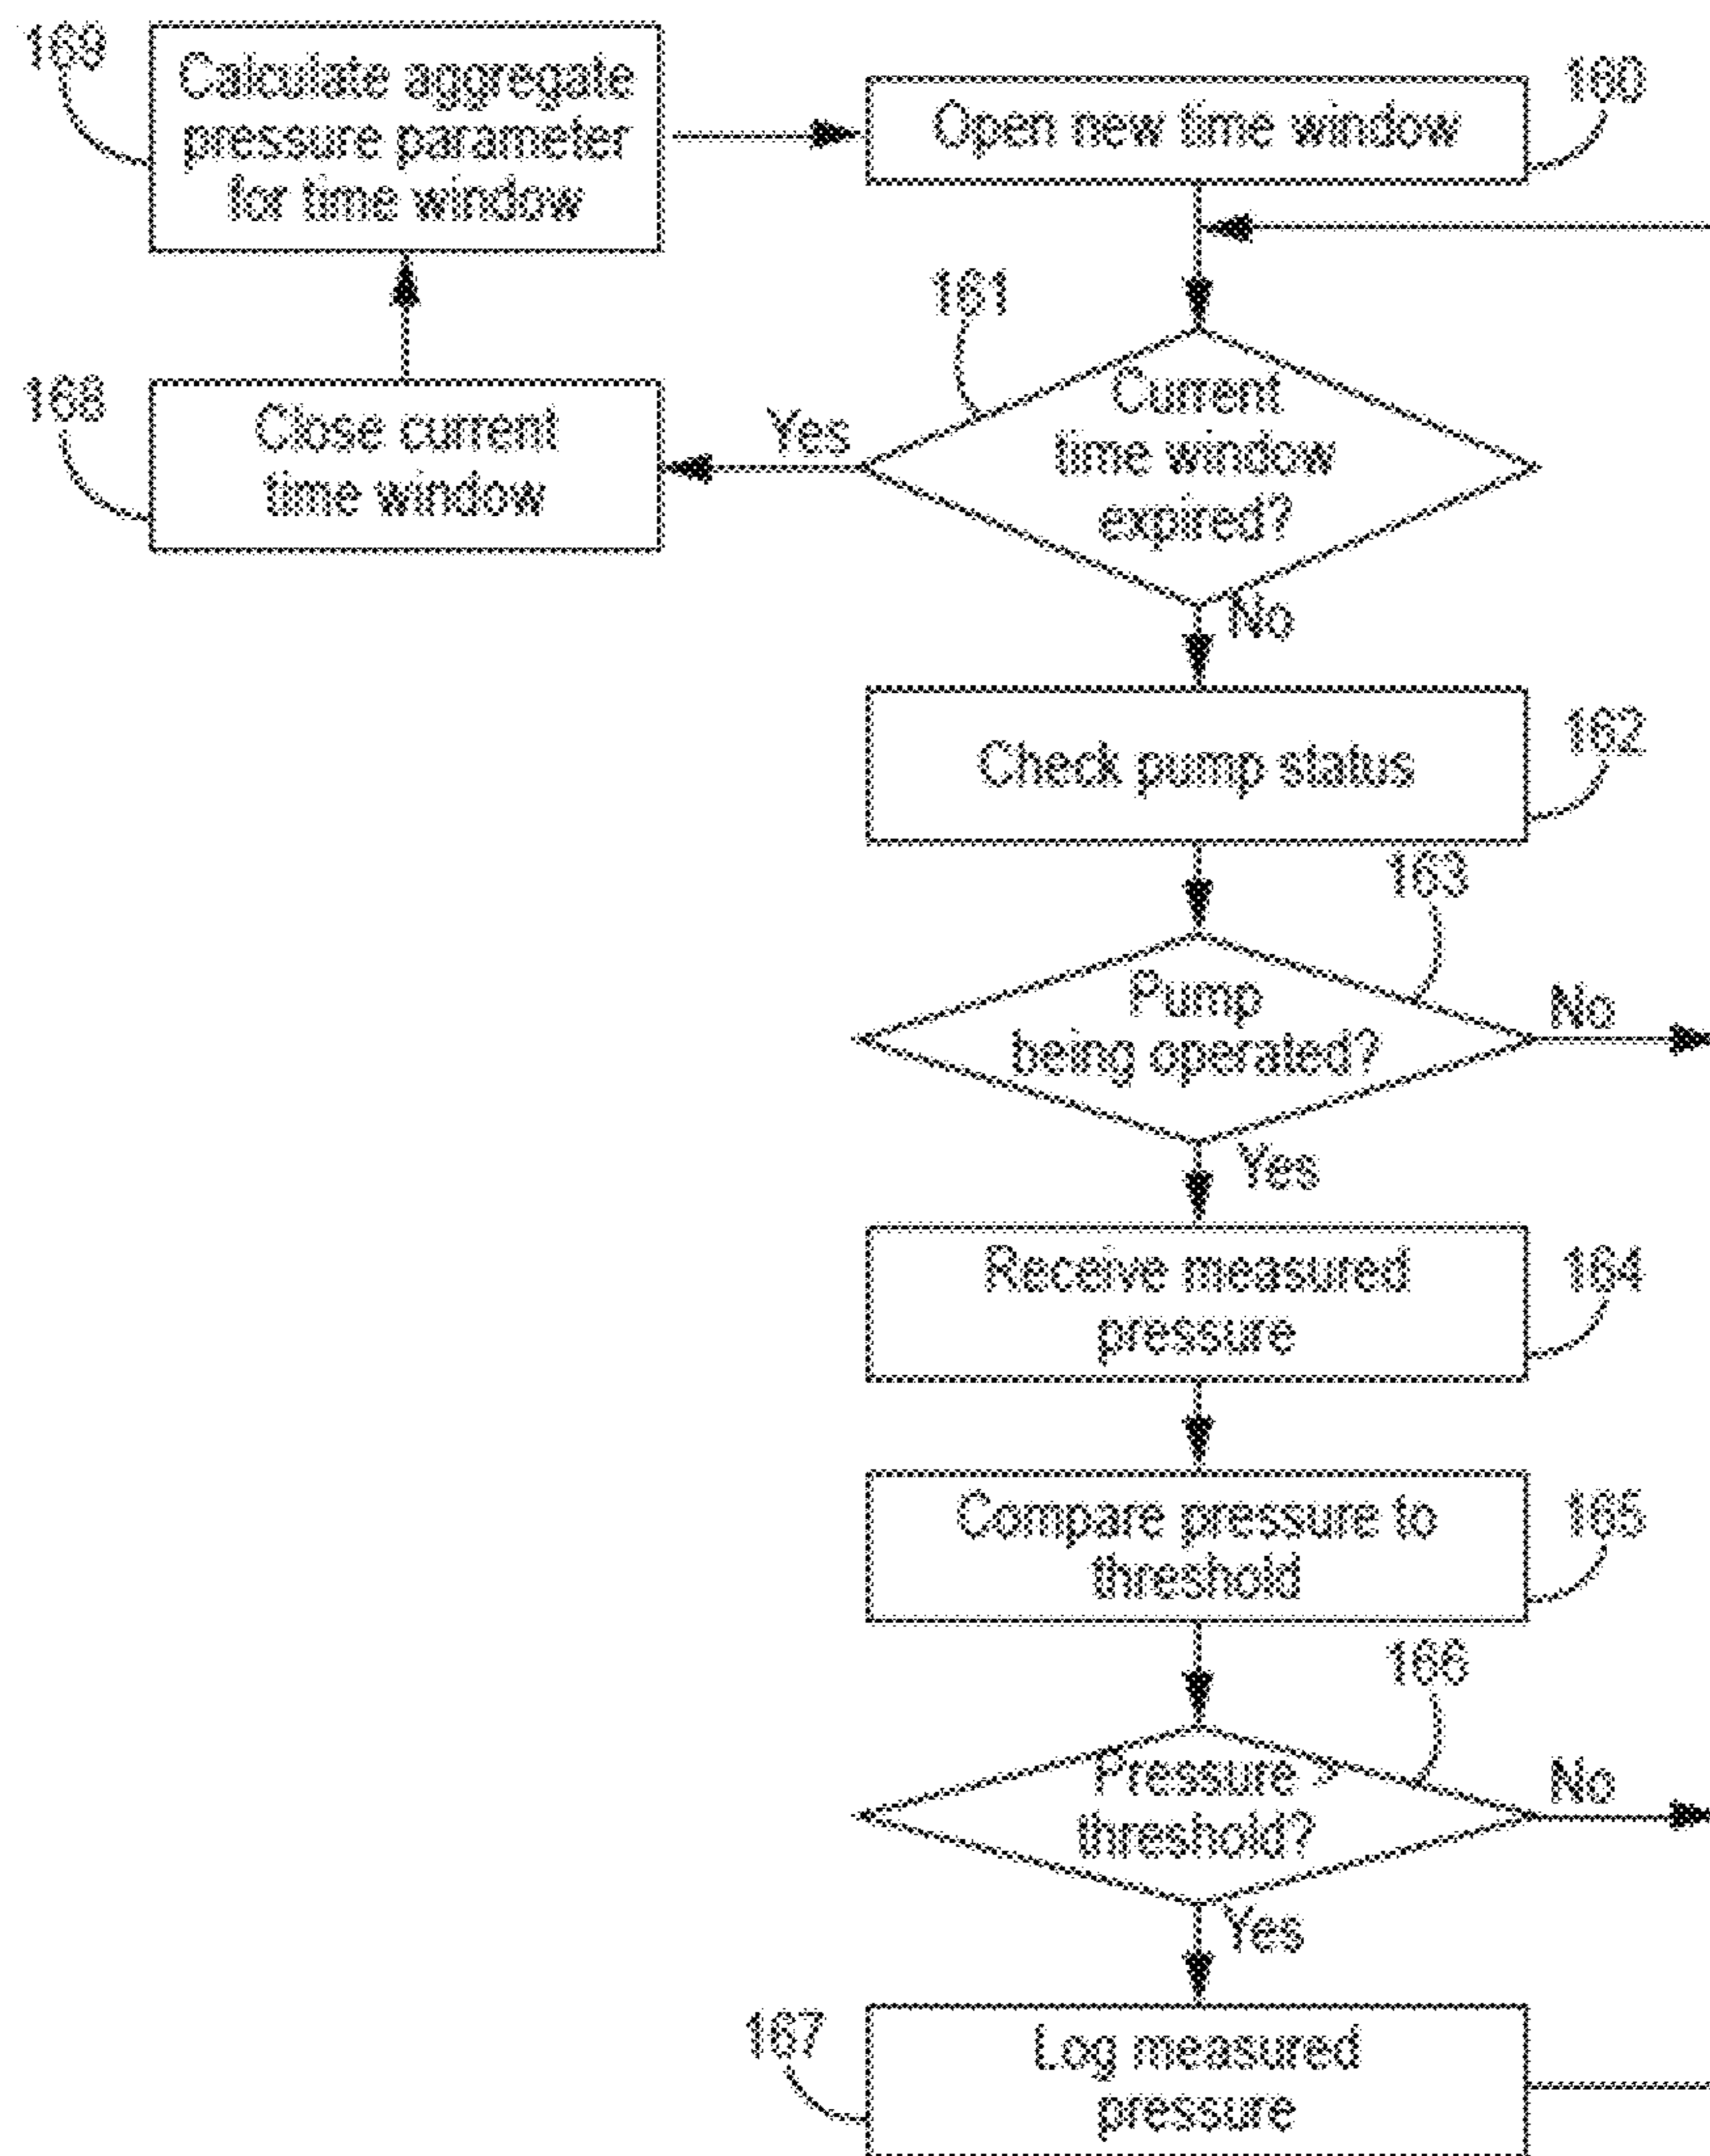 169
Calculate aggregate
pressure parameter
for time window
Open new time window
160
161
Current
time window
expired?
Yes
168
Close current
time window
No
Check pump status
162
163
Pump
being operated?
No
Yes
Receive measured
pressure
164
Compare pressure to
threshold
165
166
Pressure >
threshold?
No
Yes
167
Log measured
pressure